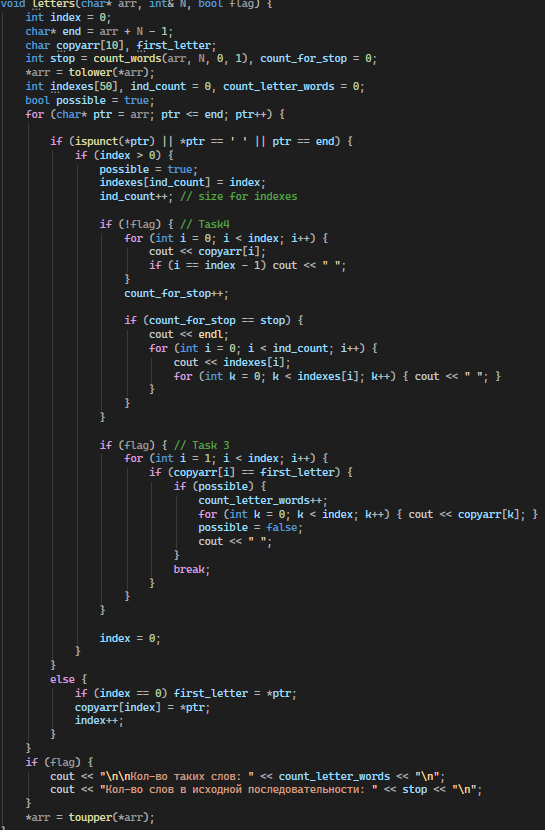 void letters(char* arr, int& N, bool flag) {
    int index = 0;
    char* end = arr + N - 1;
    char copyarr[10], first_letter;
    int stop = count_words(arr, N, 0, 1), count_for_stop = 0;
    *arr = tolower(*arr);
    int indexes[50], ind_count = 0, count_letter_words = 0;
    bool possible = true;
    for (char* ptr = arr; ptr <= end; ptr++) {

        if (ispunct(*ptr) || *ptr == ' ' || ptr == end) {
            if (index > 0) {
                possible = true;
                indexes[ind_count] = index;
                ind_count++; // size for indexes

                if (!flag) { // Task4
                    for (int i = 0; i < index; i++) {
                        cout << copyarr[i];
                        if (i == index - 1) cout << " ";
                    }
                    count_for_stop++;

                    if (count_for_stop == stop) {
                        cout << endl;
                        for (int i = 0; i < ind_count; i++) {
                            cout << indexes[i];
                            for (int k = 0; k < indexes[i]; k++) { cout << " "; }
                        }
                    }
                }

                if (flag) { // Task 3
                    for (int i = 1; i < index; i++) {
                        if (copyarr[i] == first_letter) {
                            if (possible) {
                                count_letter_words++;
                                for (int k = 0; k < index; k++) { cout << copyarr[k]; }
                                possible = false;
                                cout << " ";
                            }
                            break;
                        }
                    }
                }

                index = 0;
            }
        }
        else {
            if (index == 0) first_letter = *ptr;
            copyarr[index] = *ptr;
            index++;
        }
    }
    if (flag) {
        cout << "\n\nКол-во таких слов: " << count_letter_words << "\n";
        cout << "Кол-во слов в исходной последовательности: " << stop << "\n";
    }
    *arr = toupper(*arr);
}